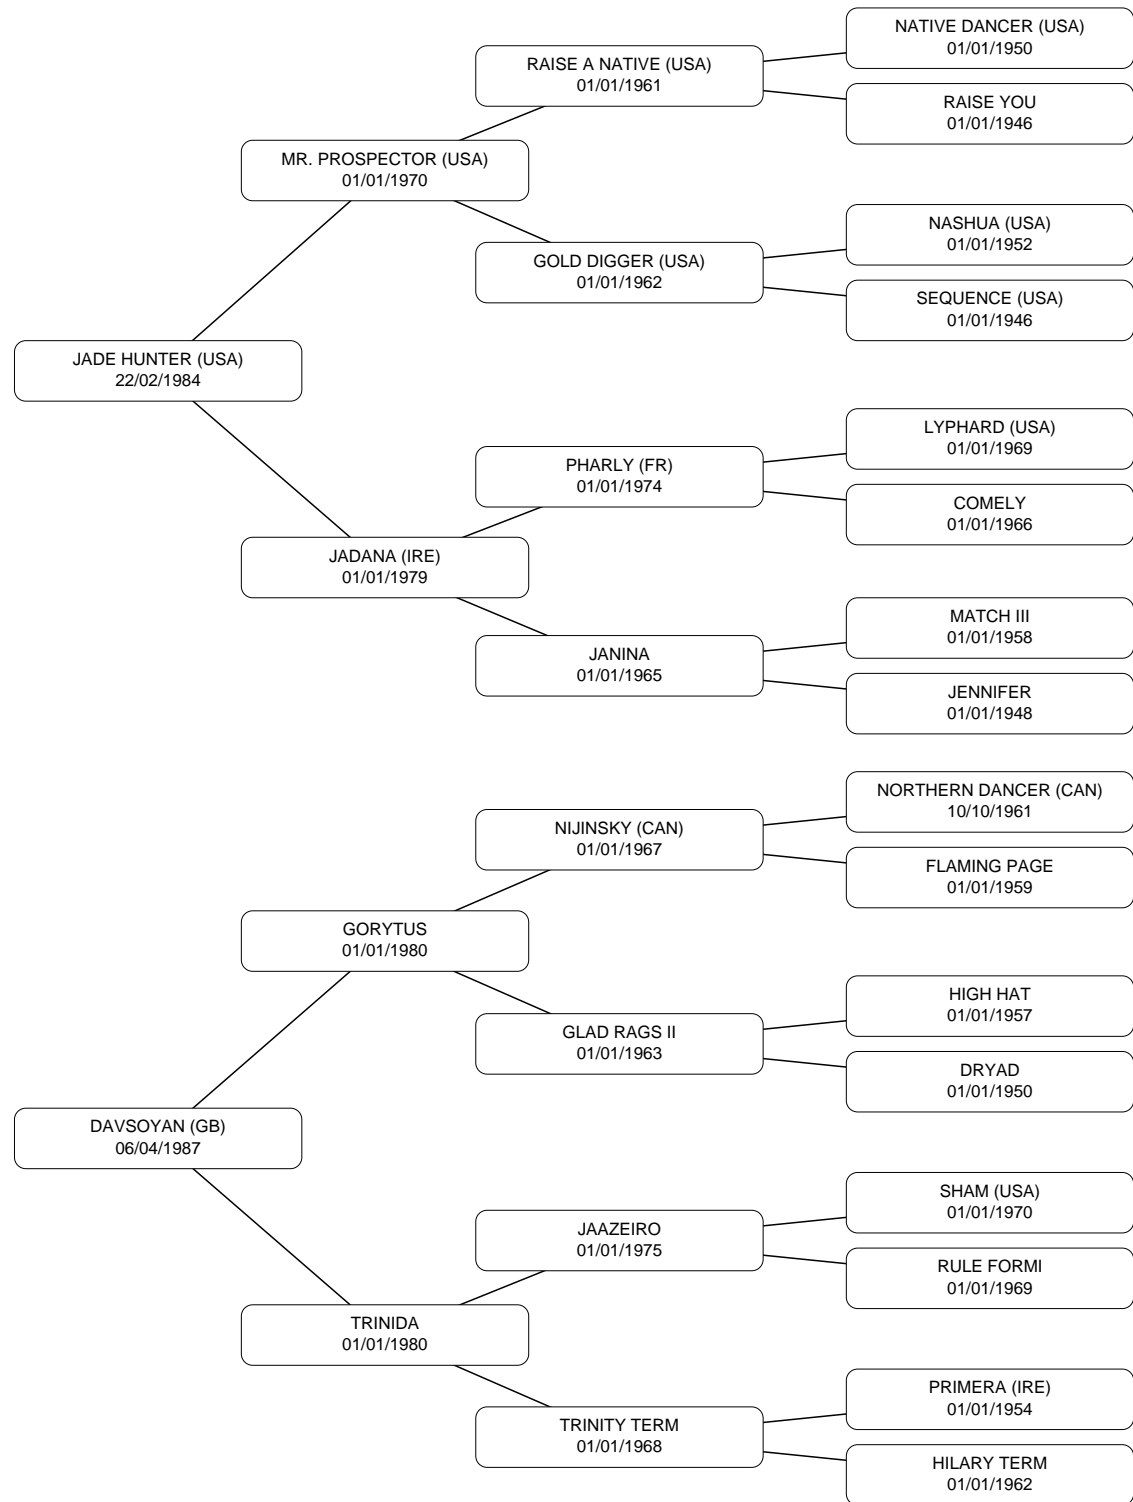 NATIVE DANCER (USA)
01/01/1950
RAISE A NATIVE (USA)
01/01/1961
RAISE YOU
01/01/1946
MR. PROSPECTOR (USA)
01/01/1970
NASHUA (USA)
01/01/1952
GOLD DIGGER (USA)
01/01/1962
SEQUENCE (USA)
01/01/1946
JADE HUNTER (USA)
22/02/1984
LYPHARD (USA)
01/01/1969
PHARLY (FR)
01/01/1974
COMELY
01/01/1966
JADANA (IRE)
01/01/1979
MATCH III
01/01/1958
JANINA
01/01/1965
JENNIFER
01/01/1948
NORTHERN DANCER (CAN)
10/10/1961
NIJINSKY (CAN)
01/01/1967
FLAMING PAGE
01/01/1959
GORYTUS
01/01/1980
HIGH HAT
01/01/1957
GLAD RAGS II
01/01/1963
DRYAD
01/01/1950
DAVSOYAN (GB)
06/04/1987
SHAM (USA)
01/01/1970
JAAZEIRO
01/01/1975
RULE FORMI
01/01/1969
TRINIDA
01/01/1980
PRIMERA (IRE)
01/01/1954
TRINITY TERM
01/01/1968
HILARY TERM
01/01/1962